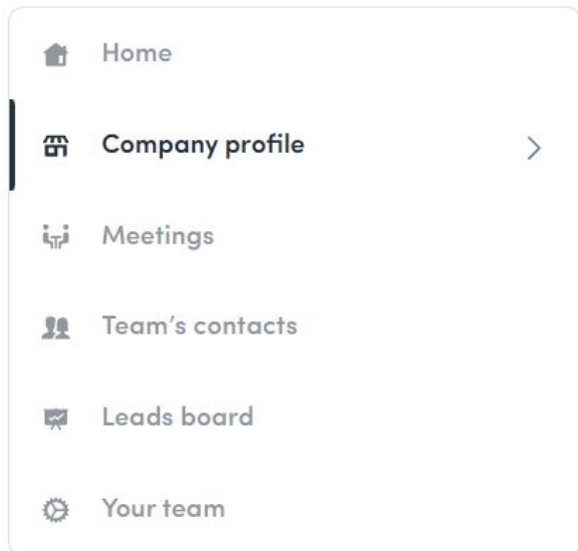 Home
Company profile
Meetings
Team’s contacts
Leads board
Your team